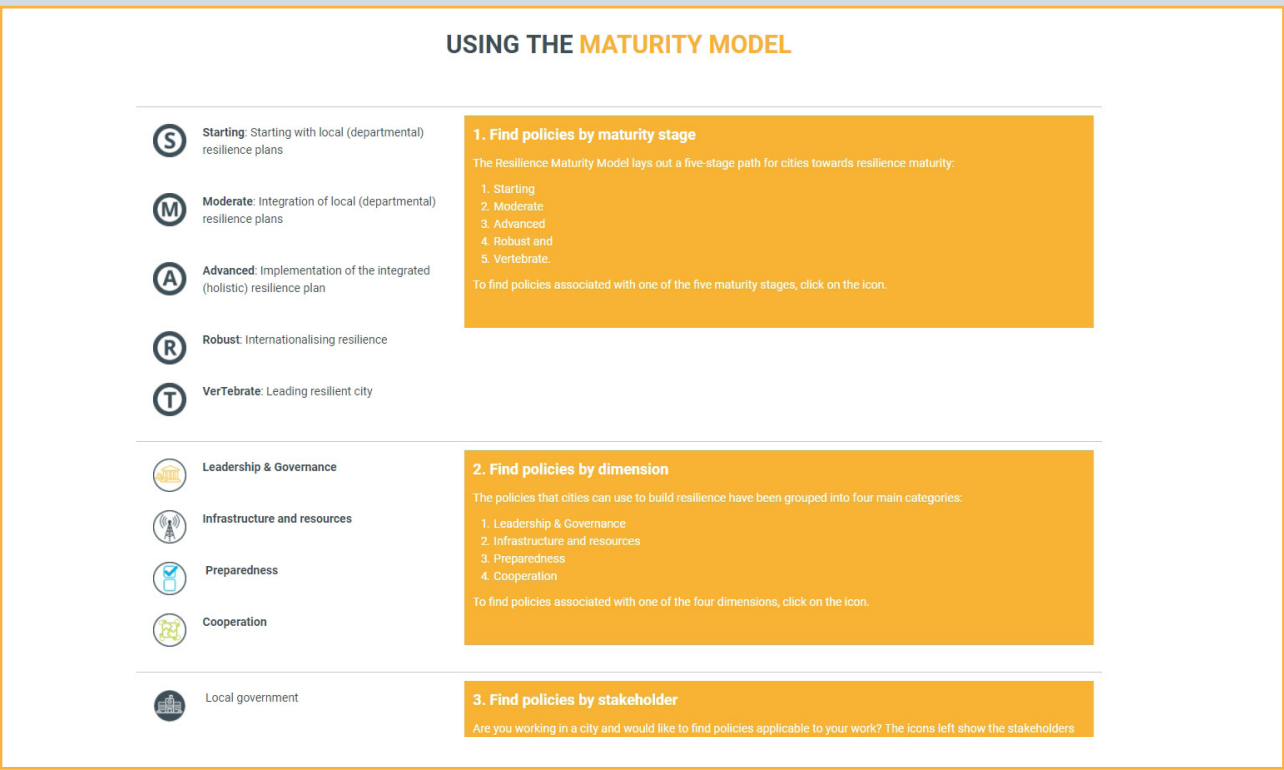 USING THE MATURITY MODEL
S
Starting: Starting with local (departmental)
resilience plans
M
Moderate: Integration of local (departmental)
resilience plans
A
Advanced: Implementation of the integrated
(holistic) resilience plan
R
Robust: Internationalising resilience
T
VerTebrate: Leading resilient city
1. Find policies by maturity stage
The Resilience Maturity Model lays out a five-stage path for cities towards resilience maturity:
1. Starting
2. Moderate
3. Advanced
4. Robust and
5. Vertebrate.
To find policies associated with one of the five maturity stages, click on the icon.
Leadership & Governance
Infrastructure and resources
Preparedness
Cooperation
2. Find policies by dimension
The policies that cities can use to build resilience have been grouped into four main categories:
1. Leadership & Governance
2. Infrastructure and resources
3. Preparedness
4. Cooperation
To find policies associated with one of the four dimensions, click on the icon.
Local government
3. Find policies by stakeholder
Are you working in a city and would like to find policies applicable to your work? The icons left show the stakeholders